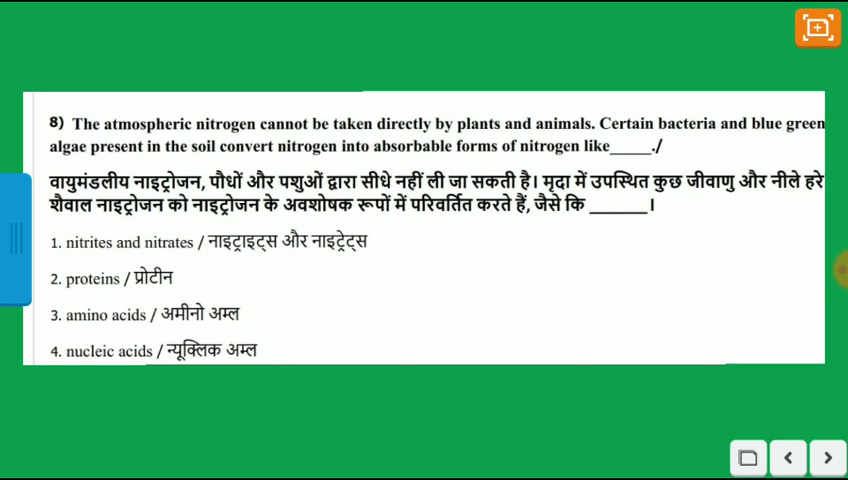 8) The atmospheric nitrogen cannot be taken directly by plants and animals. Certain bacteria and blue green
algae present in the soil convert nitrogen into absorbable forms of nitrogen like_____./
वायुमंडलीय नाइट्रोजन, पौधों और पशुओं द्वारा सीधे नहीं ली जा सकती है। मृदा में उपस्थित कुछ जीवाणु और नीले हरे
शैवाल नाइट्रोजन को नाइट्रोजन के अवशोषक रूपों में परिवर्तित करते हैं, जैसे कि _______।
1. nitrites and nitrates / नाइट्राइट्स और नाइट्रेट्स
2. proteins / प्रोटीन
3. amino acids / अमीनो अम्ल
4. nucleic acids / न्यूक्लिक अम्ल